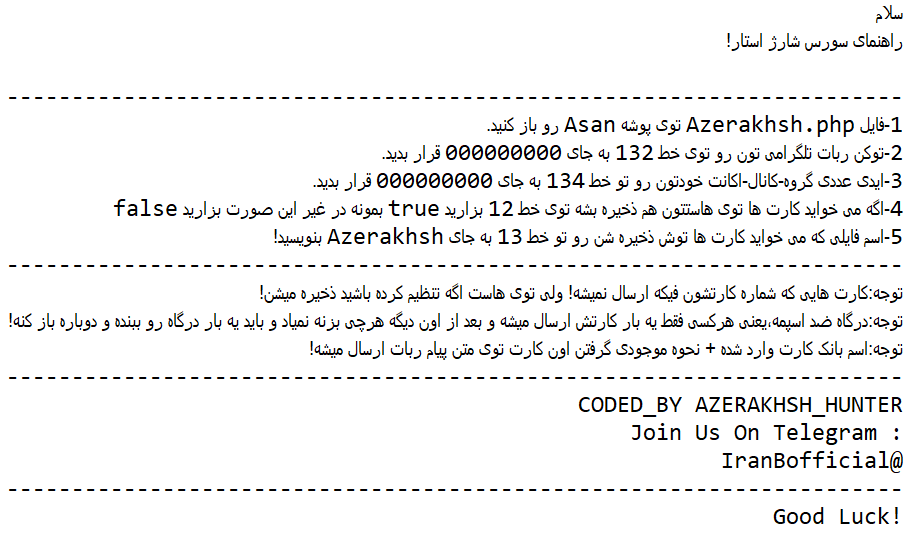 سلام
راهنمای سورس شارژ استار!
----------------------------------------------------------------------
1-فایل Azerakhsh.php توی پوشه Asan رو باز کنید.
2-توکن ربات تلگرامی تون رو توی خط 132 به جای 000000000 قرار بدید.
3-ایدی عددی گروه-کانال-اکانت خودتون رو تو خط 134 به جای 000000000 قرار بدید.
4-اگه می خواید کارت ها توی هاستتون هم ذخیره بشه توی خط 12 بزارید true بمونه در غیر این صورت بزارید false
5-اسم فایلی که می خواید کارت ها توش ذخیره شن رو تو خط 13 به جای Azerakhsh بنویسید!
----------------------------------------------------------------------
توجه:کارت هایی که شماره کارتشون فیکه ارسال نمیشه! ولی توی هاست اگه تنظیم کرده باشید ذخیره میشن!
توجه:درگاه ضد اسپمه،یعنی هرکسی فقط یه بار کارتش ارسال میشه و بعد از اون دیگه هرچی بزنه نمیاد و باید یه بار درگاه رو ببنده و دوباره باز کنه!
توجه:اسم بانک کارت وارد شده + نحوه موجودی گرفتن اون کارت توی متن پیام ربات ارسال میشه!
----------------------------------------------------------------------
CODED_BY AZERAKHSH_HUNTER
Join Us On Telegram :
IranBofficial@
----------------------------------------------------------------------
Good Luck!